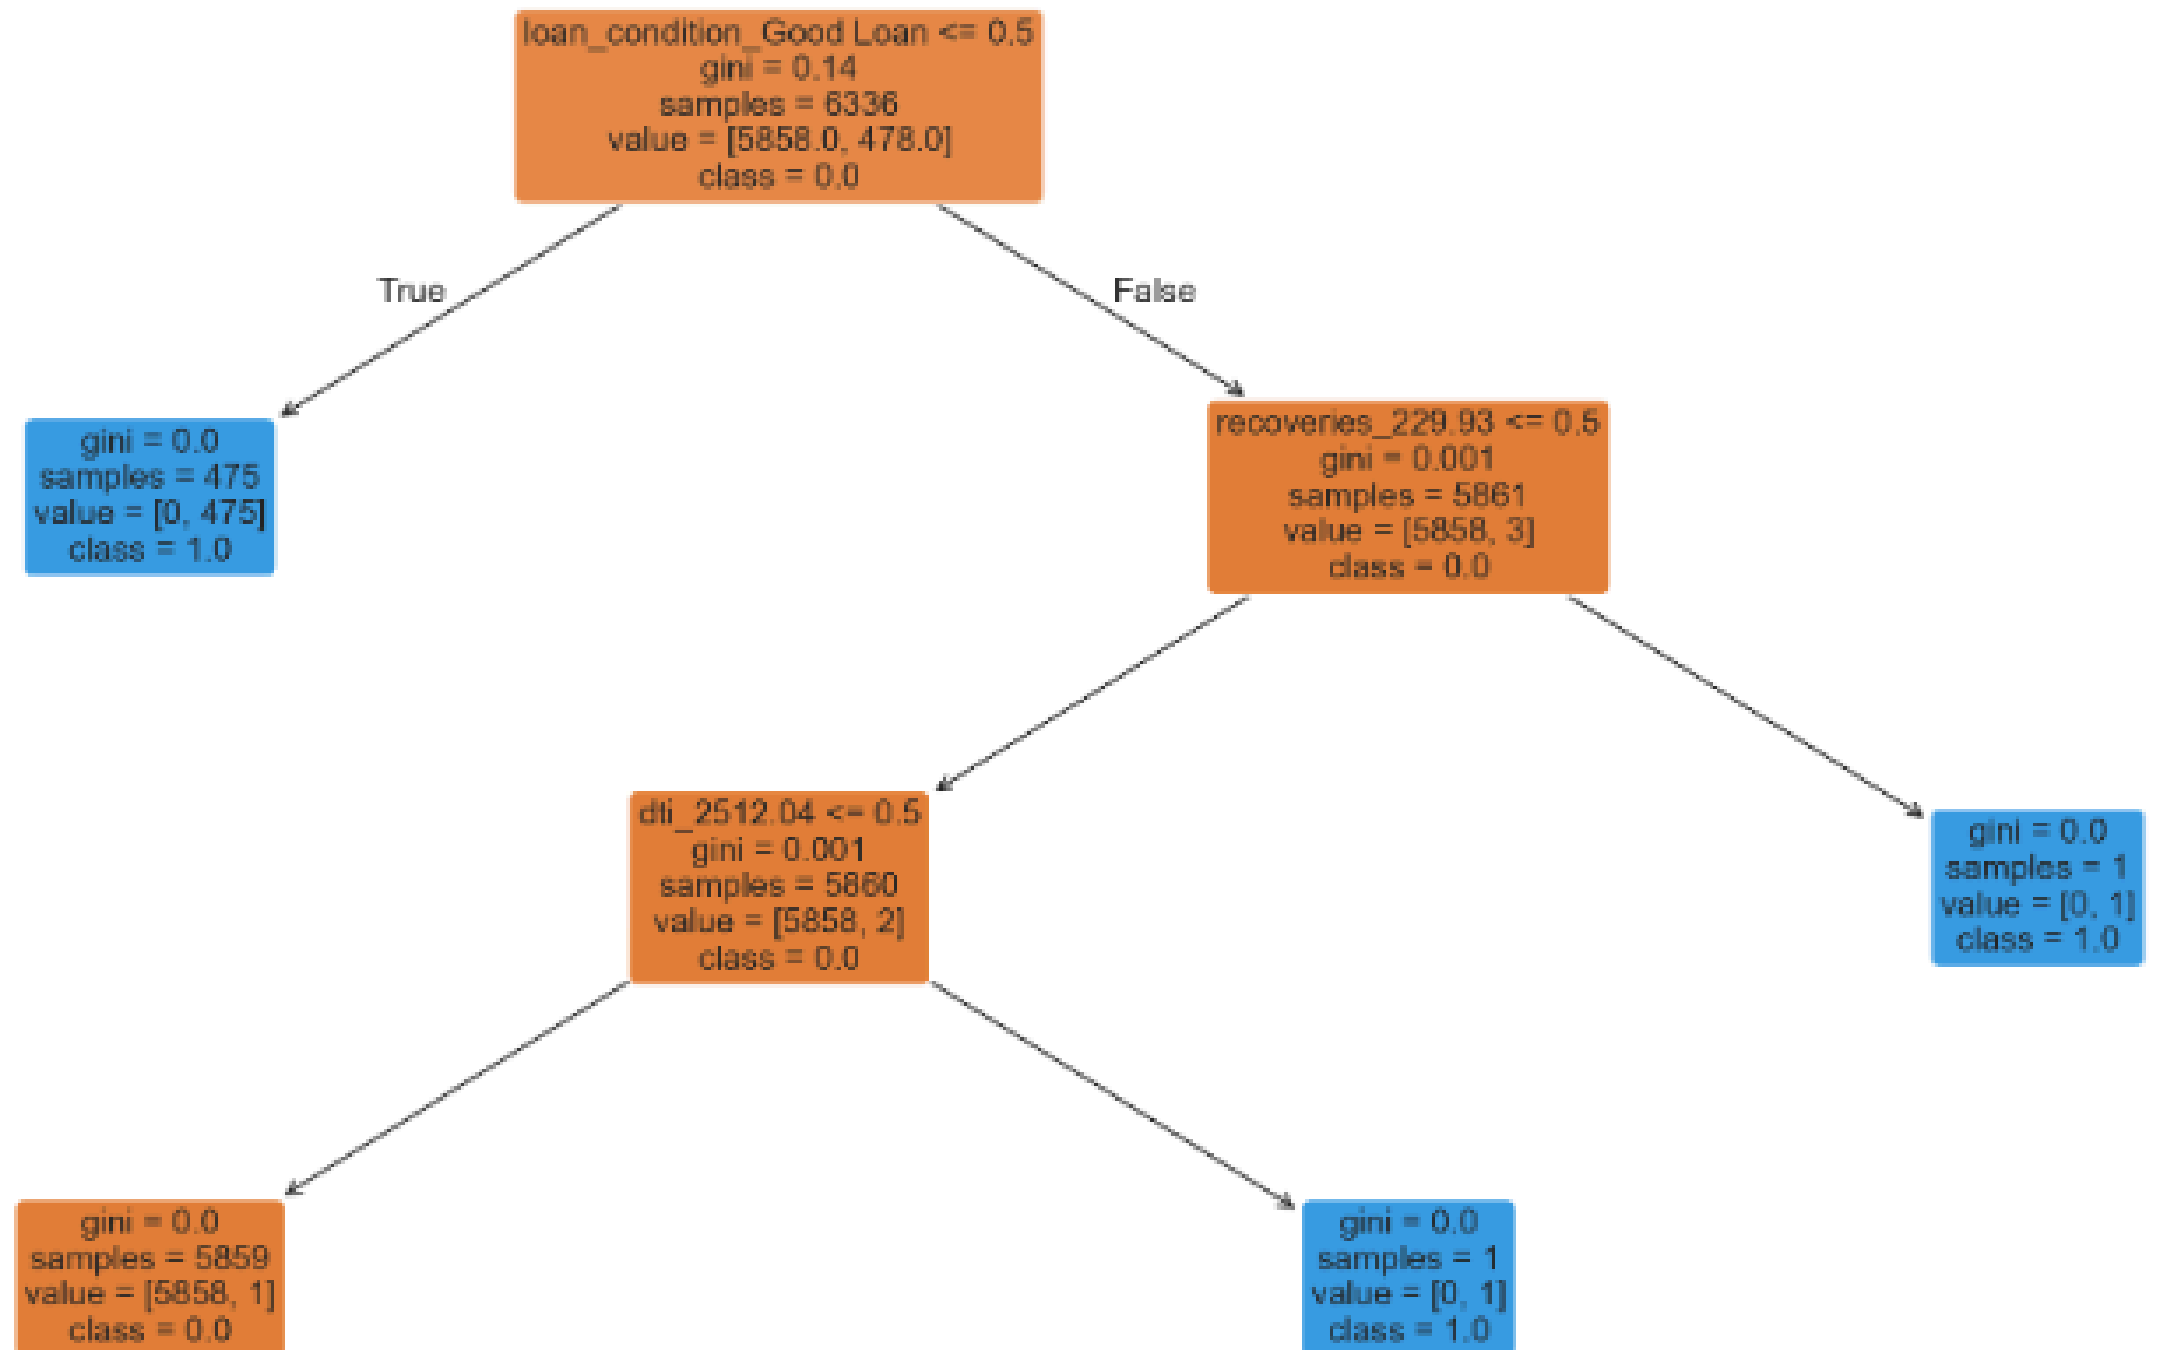 loan_condition_Good Loan <= 0.5
gini = 0.14
samples = 6336
value = [5858.0, 478.0]
class = 0.0
True
False
gini = 0.0
samples = 475
value = [0, 475]
class = 1.0
recoveries_229.93 <= 0.5
gini = 0.001
samples = 5861
value = [5858, 3]
class = 0.0
dti_2512.04 <= 0.5
gini = 0.001
samples = 5860
value = [5858, 2]
class = 0.0
gini = 0.0
samples = 1
value = [0, 1]
class = 1.0
gini = 0.0
samples = 5859
value = [5858, 1]
class = 0.0
gini = 0.0
samples = 1
value = [0, 1]
class = 1.0